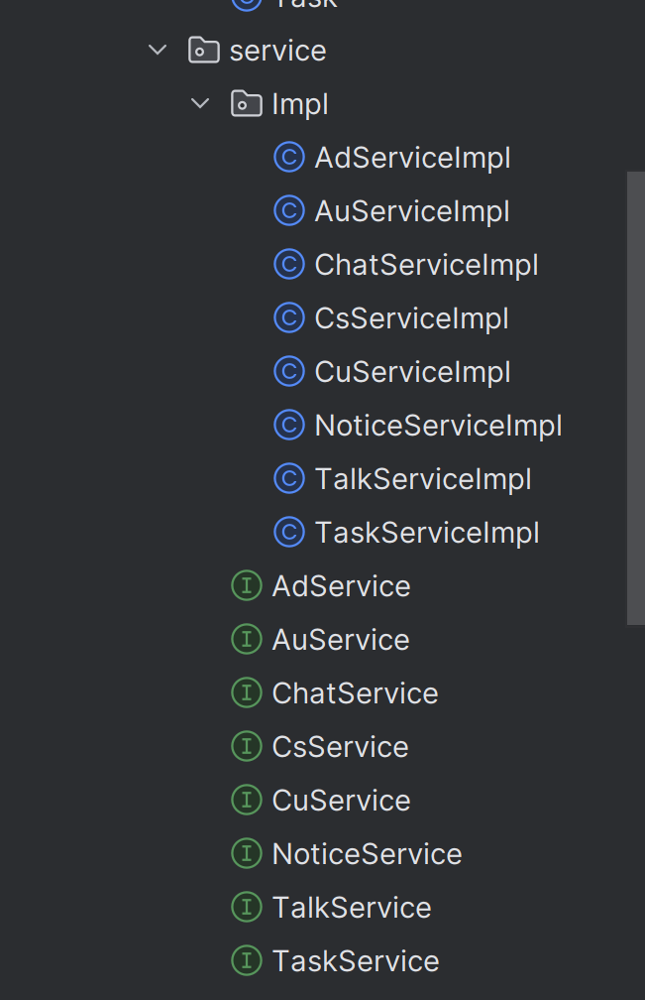 Task
service
Impl
AdServiceImpl
AuServiceImpl
ChatServiceImpl
CsServiceImpl
CuServiceImpl
NoticeServiceImpl
TalkServiceImpl
TaskServiceImpl
AdService
AuService
ChatService
CsService
CuService
NoticeService
TalkService
TaskService